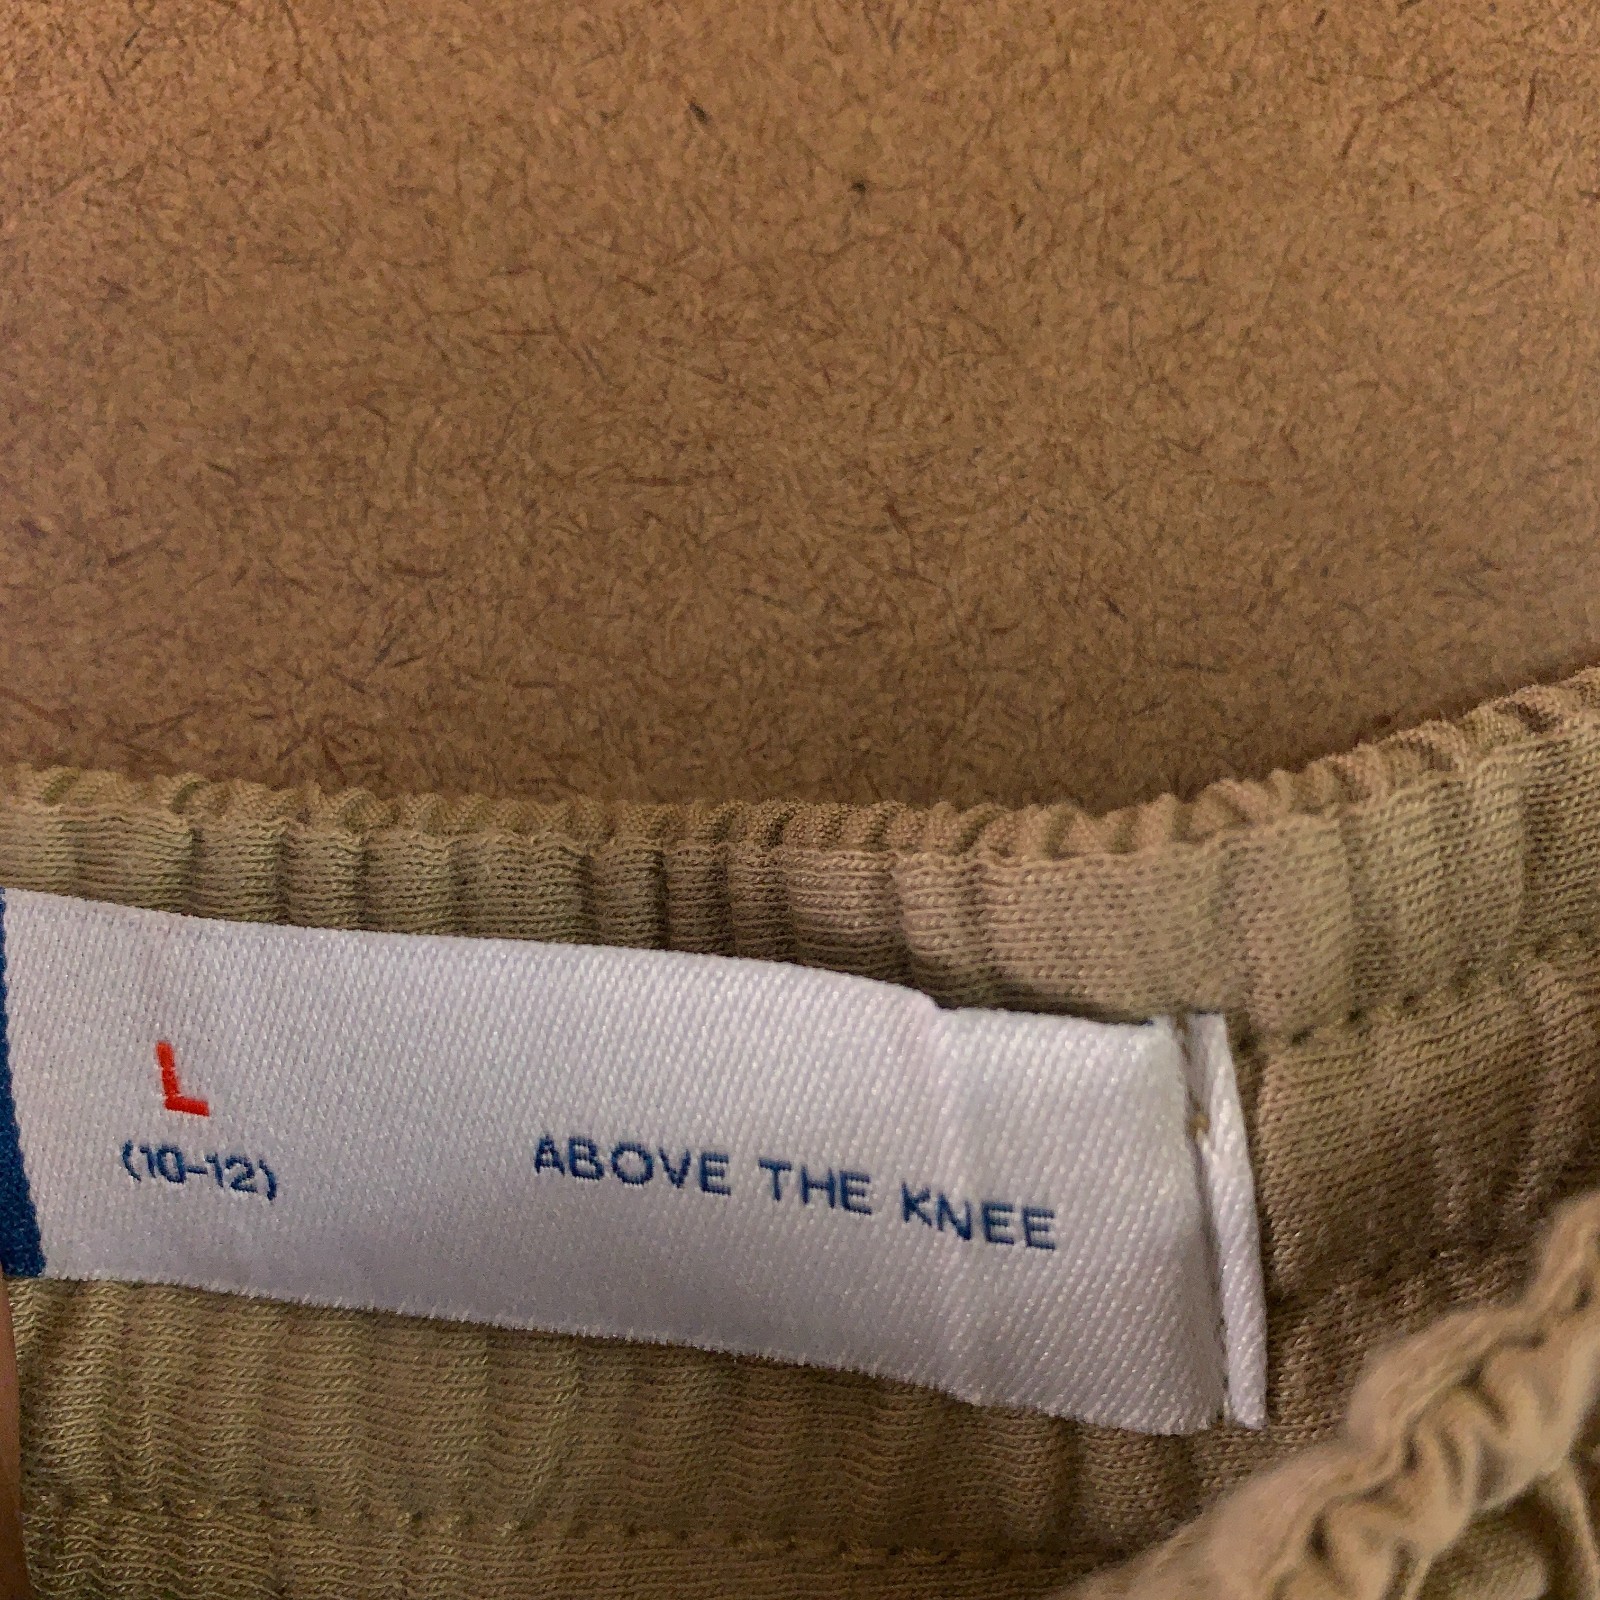 L
(10-12)
ABOVE THE KNEE